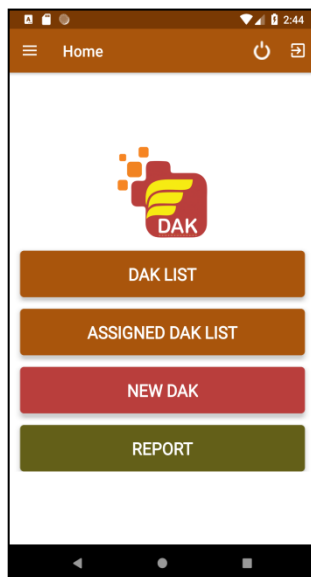 2:44
Home
DAK
DAK LIST
ASSIGNED DAK LIST
NEW DAK
REPORT